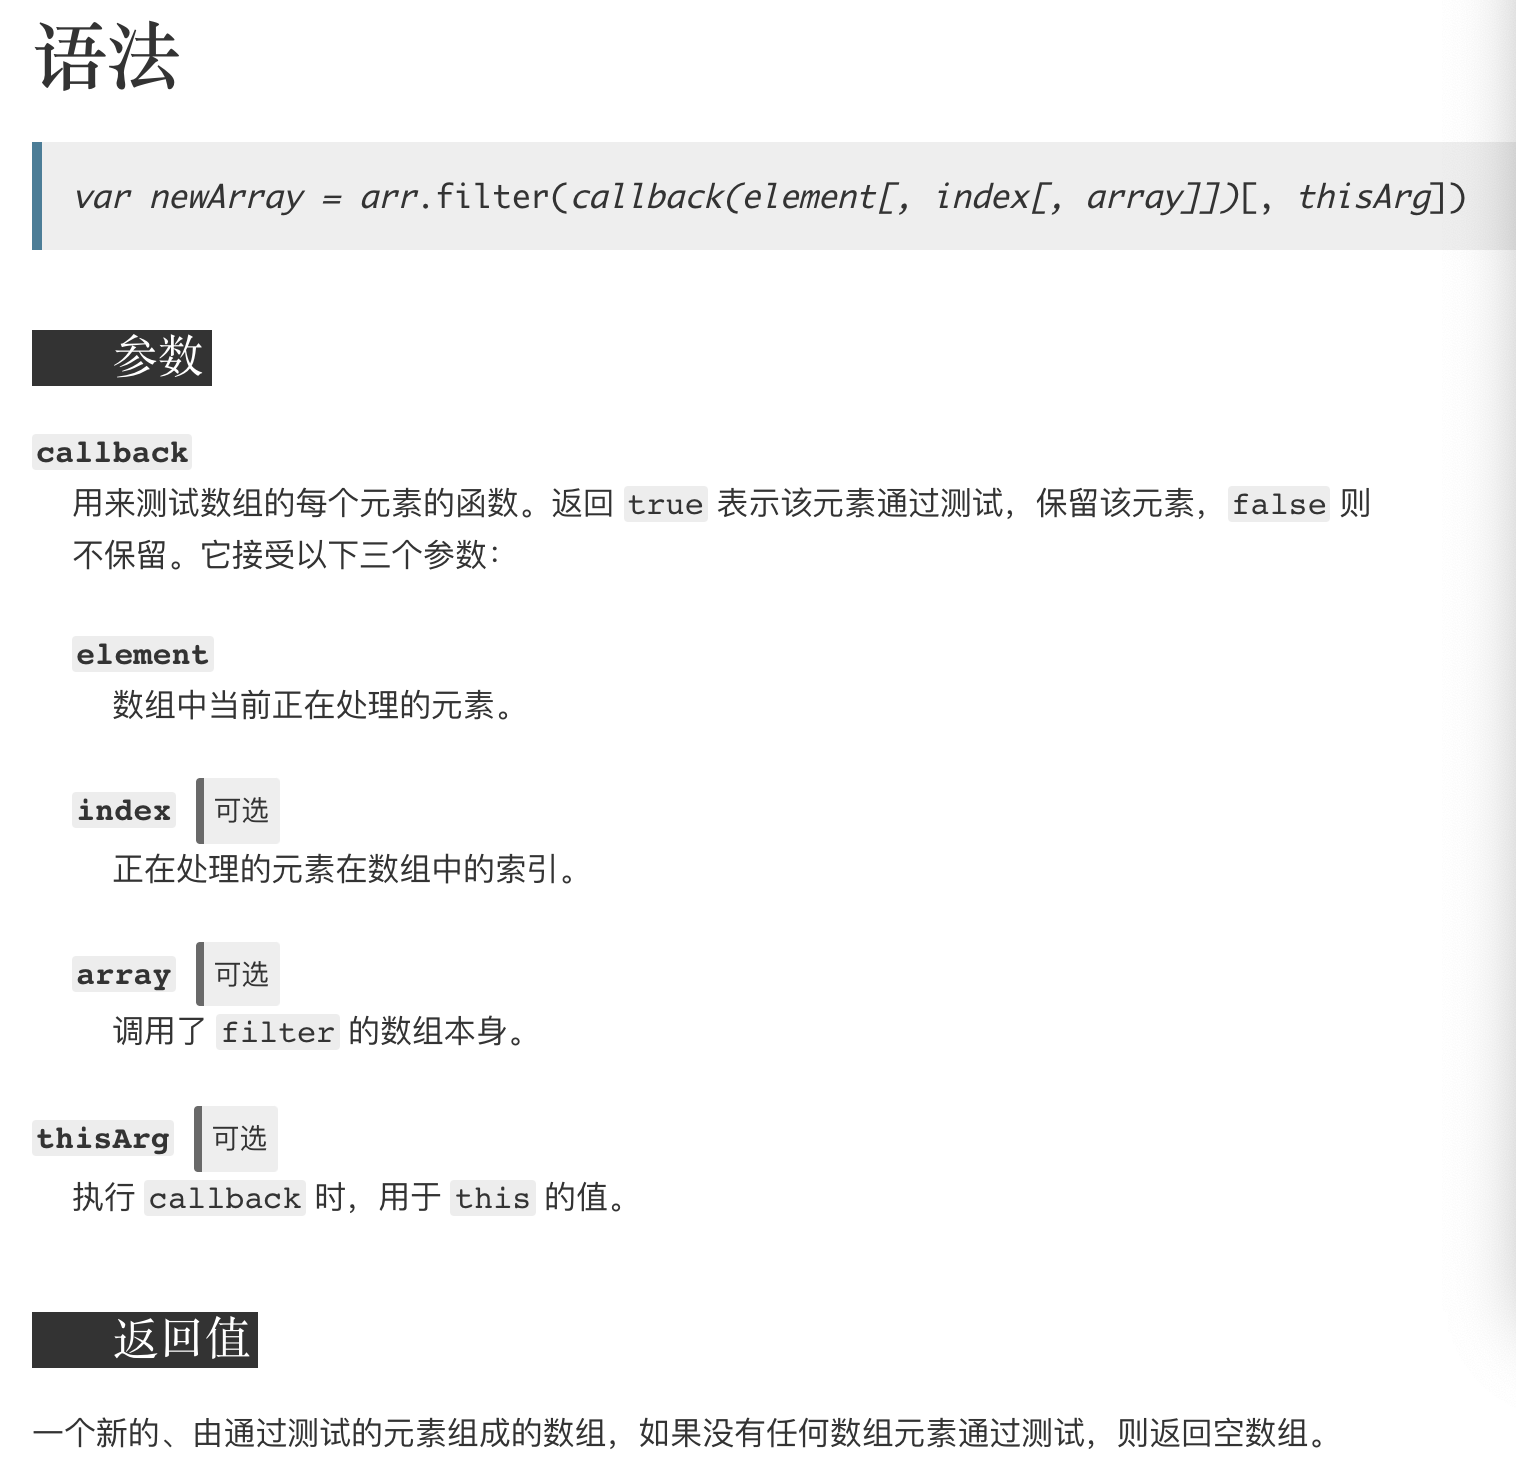 语法
var newArray = arr.filter(callback(element[, index[, array]])[, thisArg])
参数
callback
用来测试数组的每个元素的函数。返回 true 表示该元素通过测试，保留该元素，false 则
不保留。它接受以下三个参数：
element
数组中当前正在处理的元素。
index 可选
正在处理的元素在数组中的索引。
array 可选
调用了 filter 的数组本身。
thisArg 可选
执行 callback 时，用于 this 的值。
返回值
一个新的、由通过测试的元素组成的数组，如果没有任何数组元素通过测试，则返回空数组。